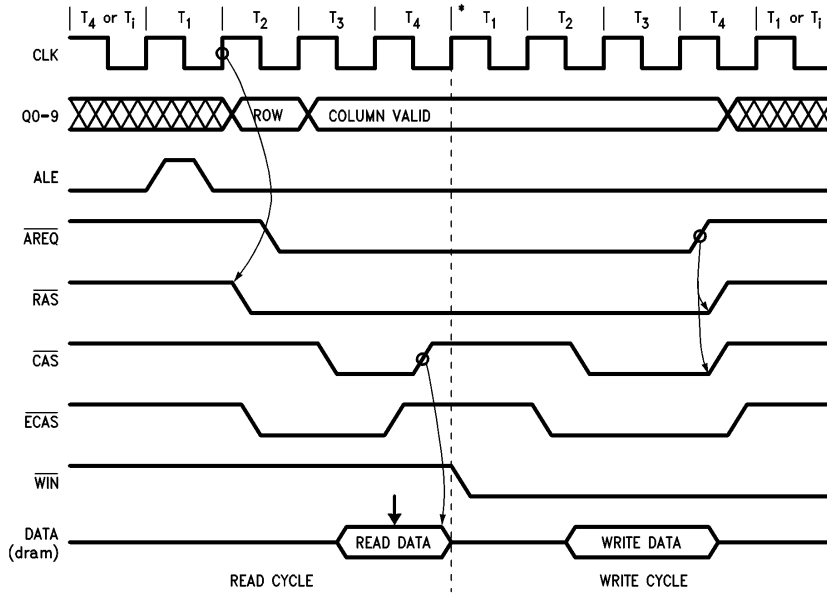 T4 or Ti T1 T2 T3 T4 * T1 T2 T3 T4 T1 or Ti
CLK
Q0-9 ROW COLUMN VALID
ALE
AREQ
RAS
CAS
ECAS
WIN
DATA (dram) READ DATA WRITE DATA
READ CYCLE WRITE CYCLE